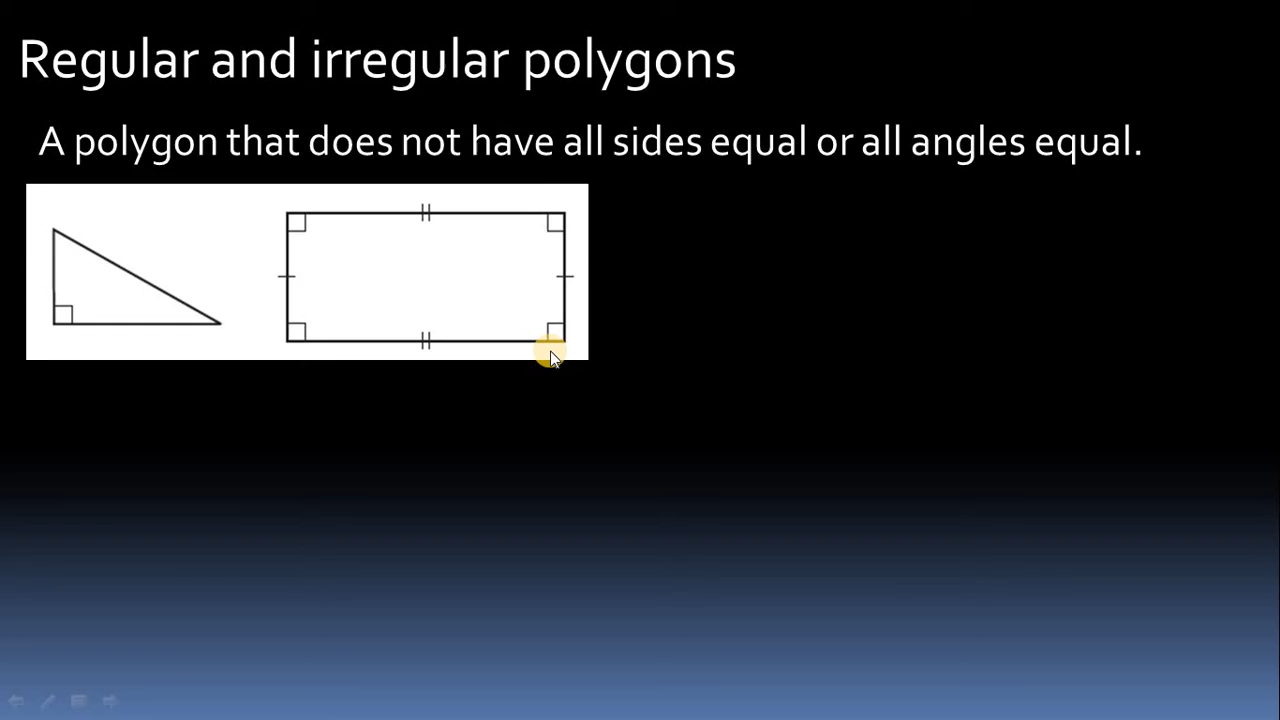 Regular and irregular polygons
A polygon that does not have all sides equal or all angles equal.